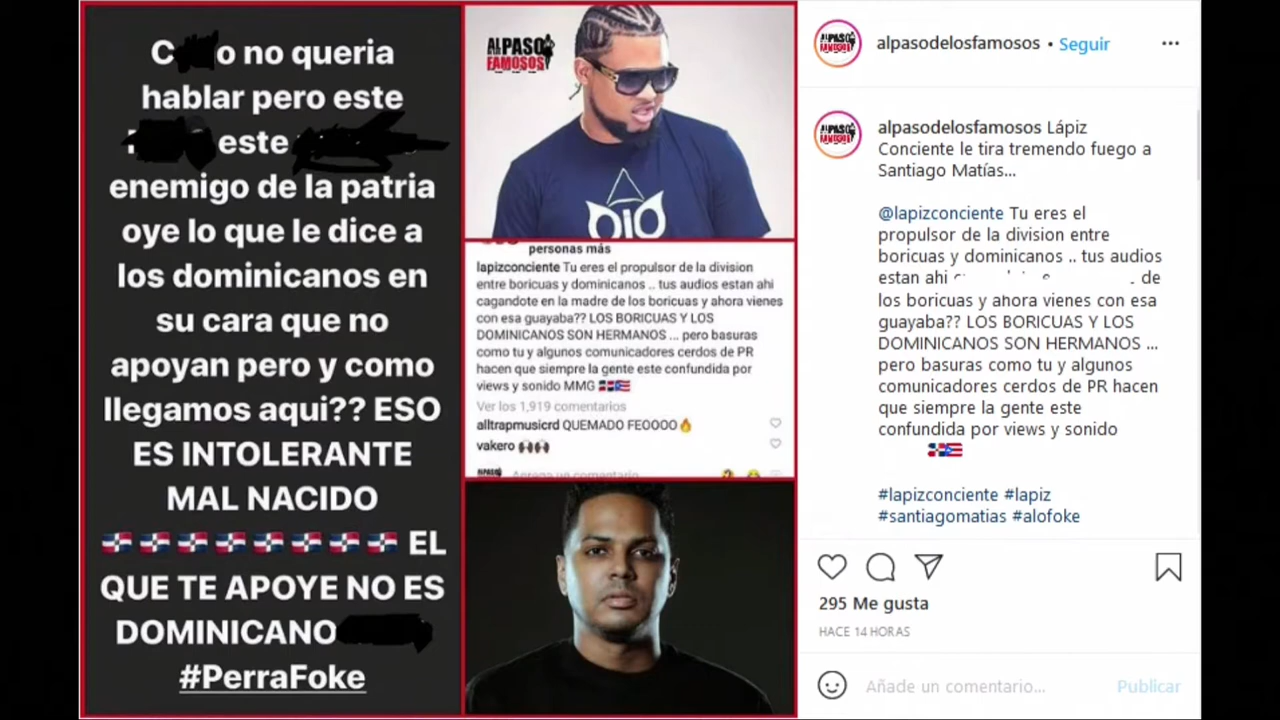 C o no queria
hablar pero este
este
enemigo de la patria
oye lo que le dice a
los dominicanos en
su cara que no
apoyan pero y como
llegamos aqui?? ESO
ES INTOLERANTE
MAL NACIDO
🇩🇴🇩🇴🇩🇴🇩🇴🇩🇴🇩🇴🇩🇴🇩🇴 EL
QUE TE APOYE NO ES
DOMINICANO
#PerraFoke
AL PASO
FAMOSOS
OIO
personas más
lapizconciente Tu eres el propulsor de la division
entre boricuas y dominicanos .. tus audios estan ahi
cagandote en la madre de los boricuas y ahora vienes
con esa guayaba?? LOS BORICUAS Y LOS
DOMINICANOS SON HERMANOS ... pero basuras
como tu y algunos comunicadores cerdos de PR
hacen que siempre la gente este confundida por
views y sonido MMG 🇩🇴🇵🇷
Ver los 1,919 comentarios
alltrapmusicrd QUEMADO FEOOOO🔥
vakero 🙌🏿🙌🏿
Agrega un comentario
alpasodelosfamosos • Seguir
alpasodelosfamosos Lápiz
Conciente le tira tremendo fuego a
Santiago Matías...
@lapizconciente Tu eres el
propulsor de la division entre
boricuas y dominicanos .. tus audios
estan ahi . de
los boricuas y ahora vienes con esa
guayaba?? LOS BORICUAS Y LOS
DOMINICANOS SON HERMANOS ...
pero basuras como tu y algunos
comunicadores cerdos de PR hacen
que siempre la gente este
confundida por views y sonido
🇩🇴🇵🇷
#lapizconciente #lapiz
#santiagomatias #alofoke
295 Me gusta
HACE 14 HORAS
Añade un comentario... Publicar